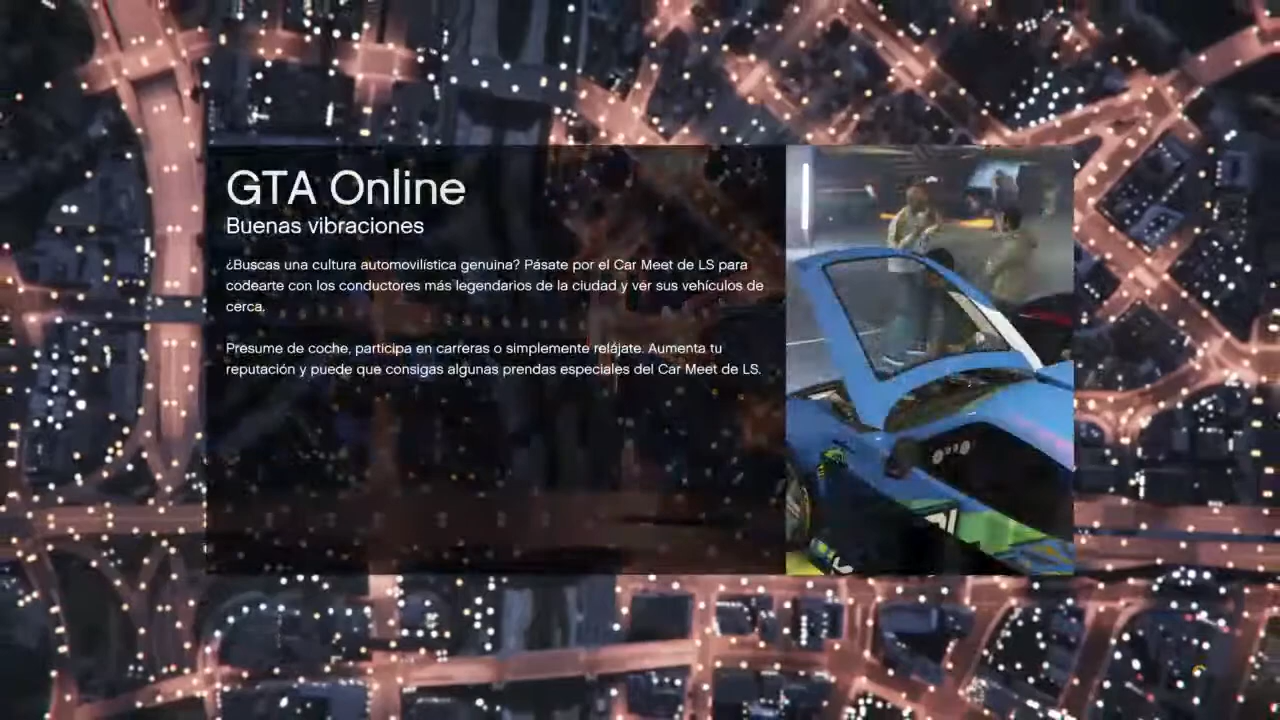 GTA Online
Buenas vibraciones
¿Buscas una cultura automovilística genuina? Pásate por el Car Meet de LS para
codearte con los conductores más legendarios de la ciudad y ver sus vehículos de
cerca.
Presume de coche, participa en carreras o simplemente relájate. Aumenta tu
reputación y puede que consigas algunas prendas especiales del Car Meet de LS.